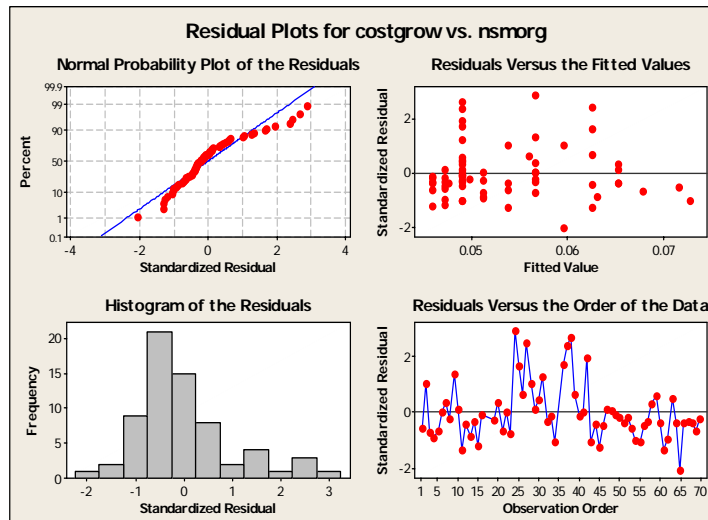 Residual Plots for costgrow vs. nsmorg
Normal Probability Plot of the Residuals
Residuals Versus the Fitted Values
99.9
99
90
50
10
1
0.1
Percent
-4 -2 0 2 4
Standardized Residual
2
0
-2
Standardized Residual
0.05 0.06 0.07
Fitted Value
Histogram of the Residuals
Residuals Versus the Order of the Data
20
15
10
5
0
Frequency
-2 -1 0 1 2 3
Standardized Residual
2
0
-2
Standardized Residual
1 5 10 15 20 25 30 35 40 45 50 55 60 65 70
Observation Order